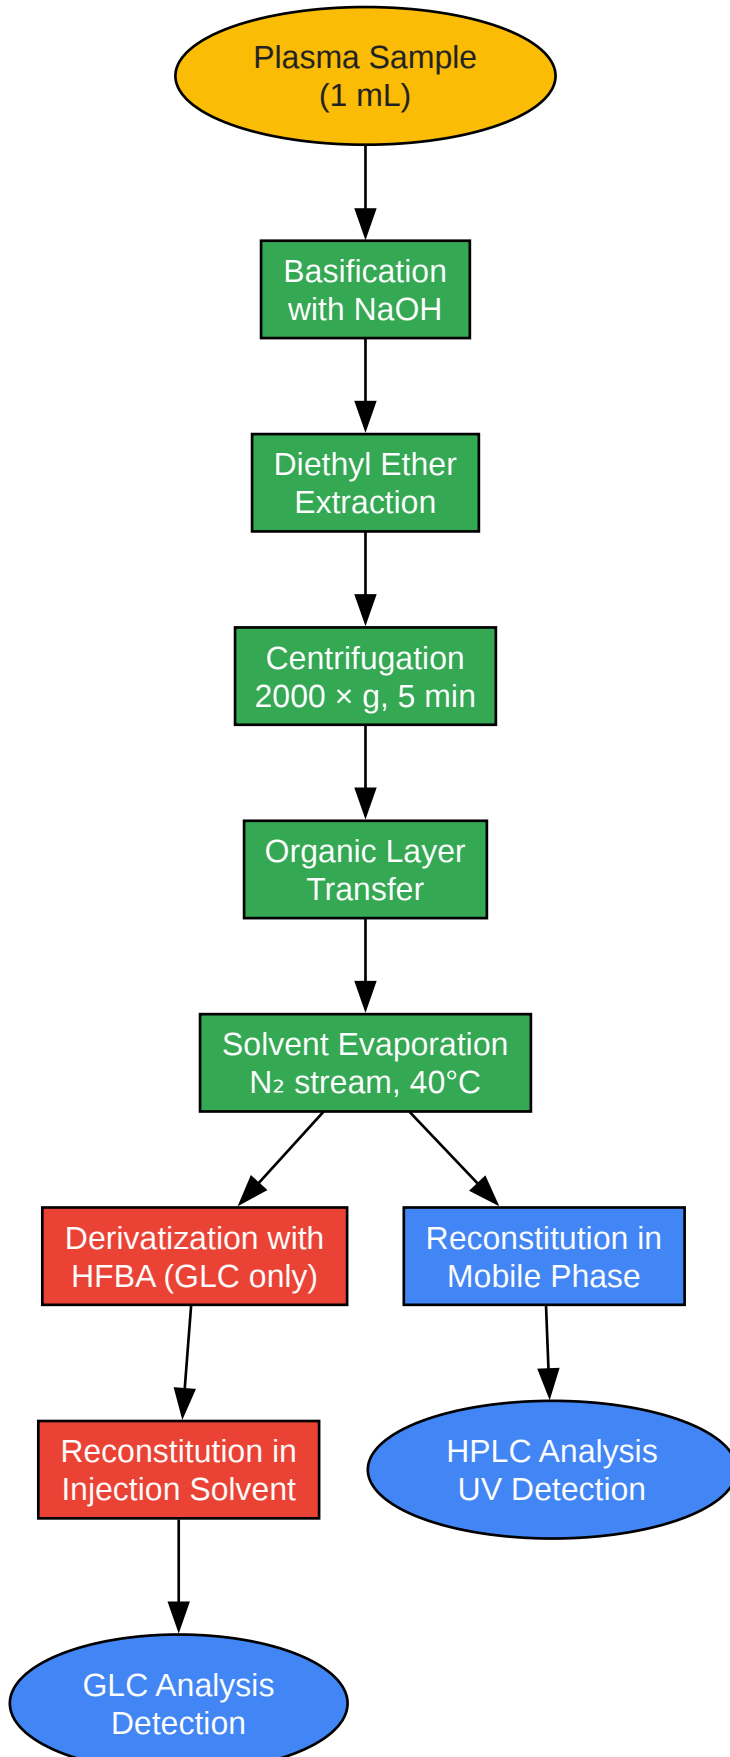 Plasma Sample
(1 mL)
Basification
with NaOH
Diethyl Ether
Extraction
Centrifugation
2000 × g, 5 min
Organic Layer
Transfer
Solvent Evaporation
N₂ stream, 40°C
Derivatization with
HFBA (GLC only)
Reconstitution in
Mobile Phase
Reconstitution in
Injection Solvent
HPLC Analysis
UV Detection
GLC Analysis
Detection